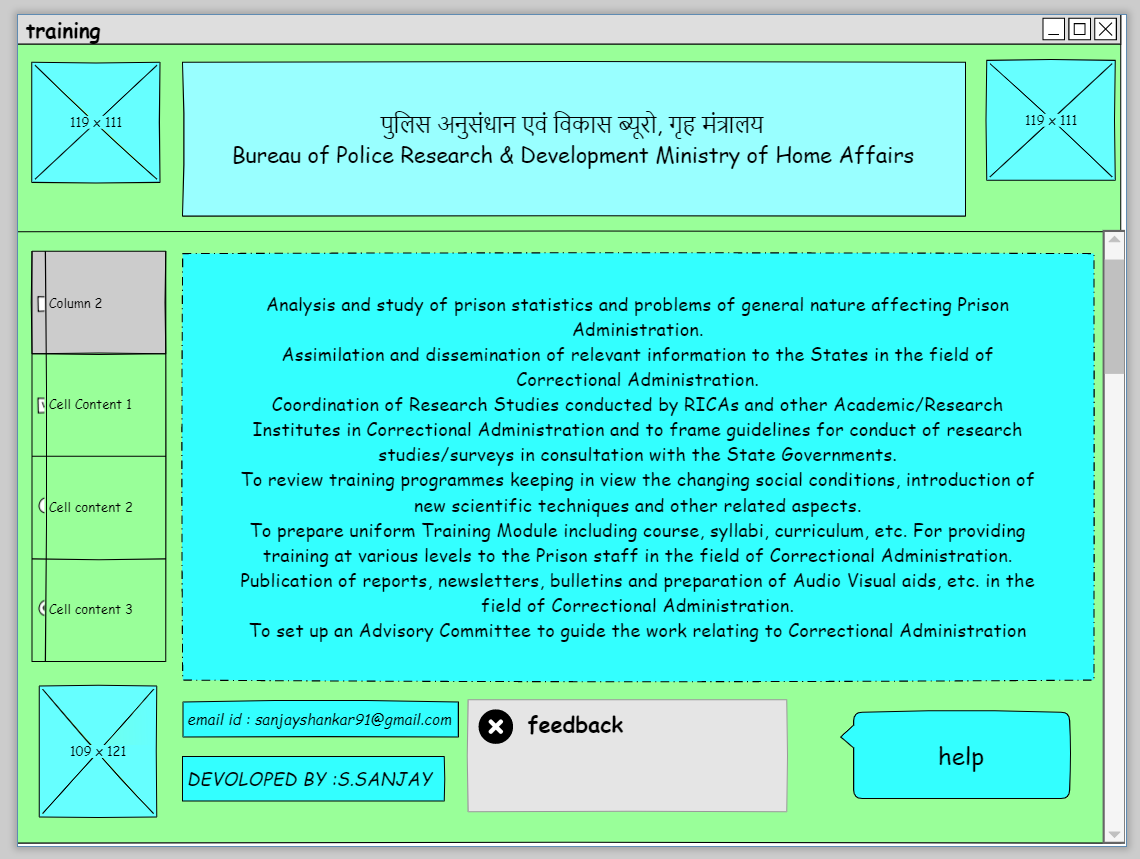 training
119 x 111
पुलिस अनुसंधान एवं विकास ब्यूरो, गृह मंत्रालय
Bureau of Police Research & Development Ministry of Home Affairs
119 x 111
Column 2
Cell Content 1
Cell content 2
Cell content 3
Analysis and study of prison statistics and problems of general nature affecting Prison
Administration.
Assimilation and dissemination of relevant information to the States in the field of
Correctional Administration.
Coordination of Research Studies conducted by RICAs and other Academic/Research
Institutes in Correctional Administration and to frame guidelines for conduct of research
studies/surveys in consultation with the State Governments.
To review training programmes keeping in view the changing social conditions, introduction of
new scientific techniques and other related aspects.
To prepare uniform Training Module including course, syllabi, curriculum, etc. For providing
training at various levels to the Prison staff in the field of Correctional Administration.
Publication of reports, newsletters, bulletins and preparation of Audio Visual aids, etc. in the
field of Correctional Administration.
To set up an Advisory Committee to guide the work relating to Correctional Administration
109 x 121
email id : sanjayshankar91@gmail.com
DEVOLOPED BY :S.SANJAY
feedback
help